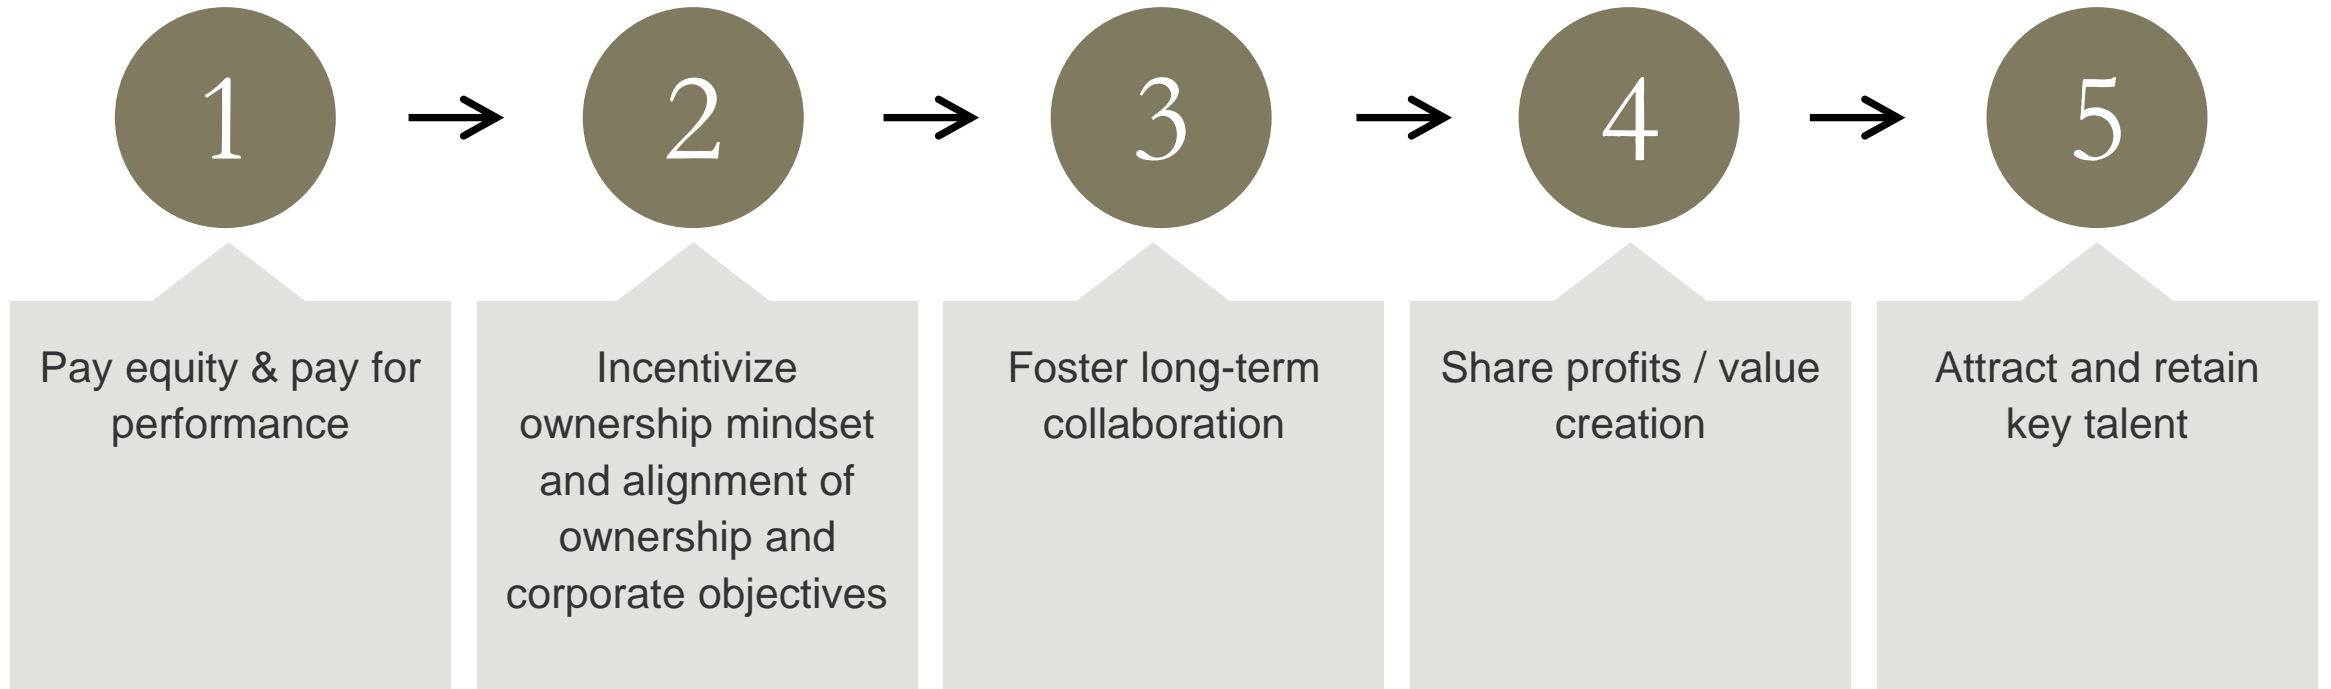 1
2
3
4
5
Pay equity & pay for
performance
Incentivize
ownership mindset
and alignment of
ownership and
corporate objectives
Foster long-term
collaboration
Share profits / value
creation
Attract and retain
key talent